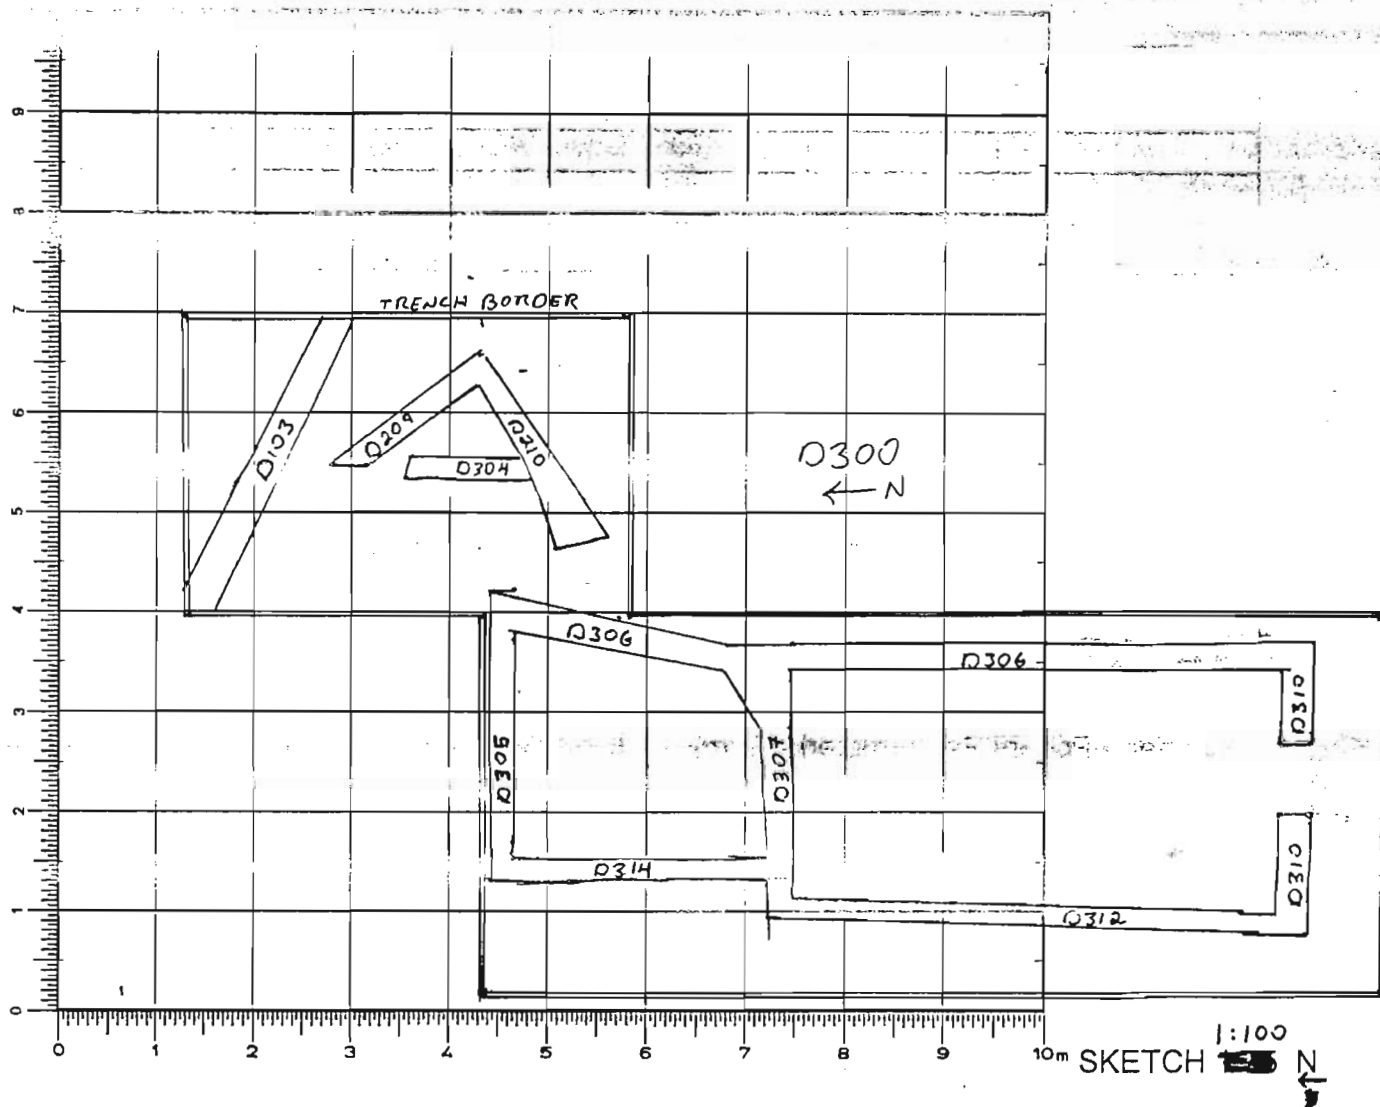 9
8
7
TRENCH BORDER
6
D103
D209
D210
D304
D300
← N
5
4
D306
D306
D310
3
D305
D307
2
D314
D310
1
D312
0
0 1 2 3 4 5 6 7 8 9 10m
SKETCH 1:100 N